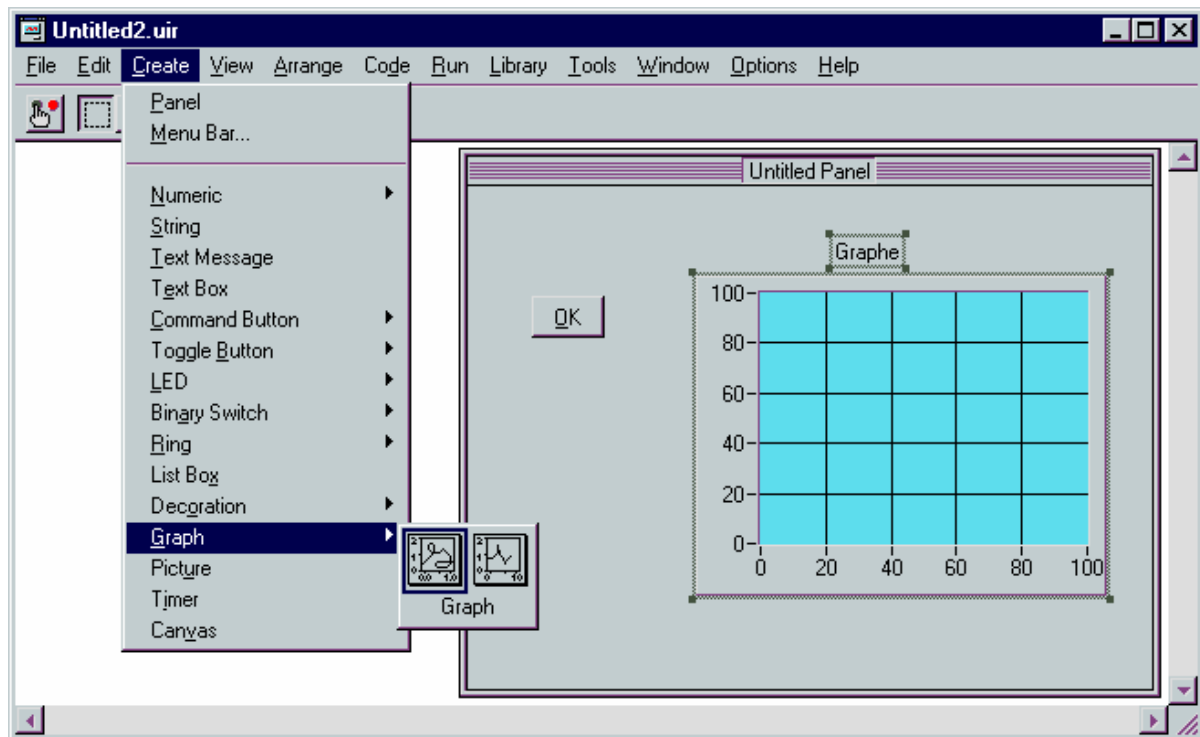 Untitled2.uir
File Edit Create View Arrange Code Run Library Tools Window Options Help
Panel
Menu Bar...
Numeric
String
Text Message
Text Box
Command Button
Toggle Button
LED
Binary Switch
Ring
List Box
Decoration
Graph
Picture
Timer
Canvas
Graph
Untitled Panel
OK
Graphe
100
80
60
40
20
0
0 20 40 60 80 100